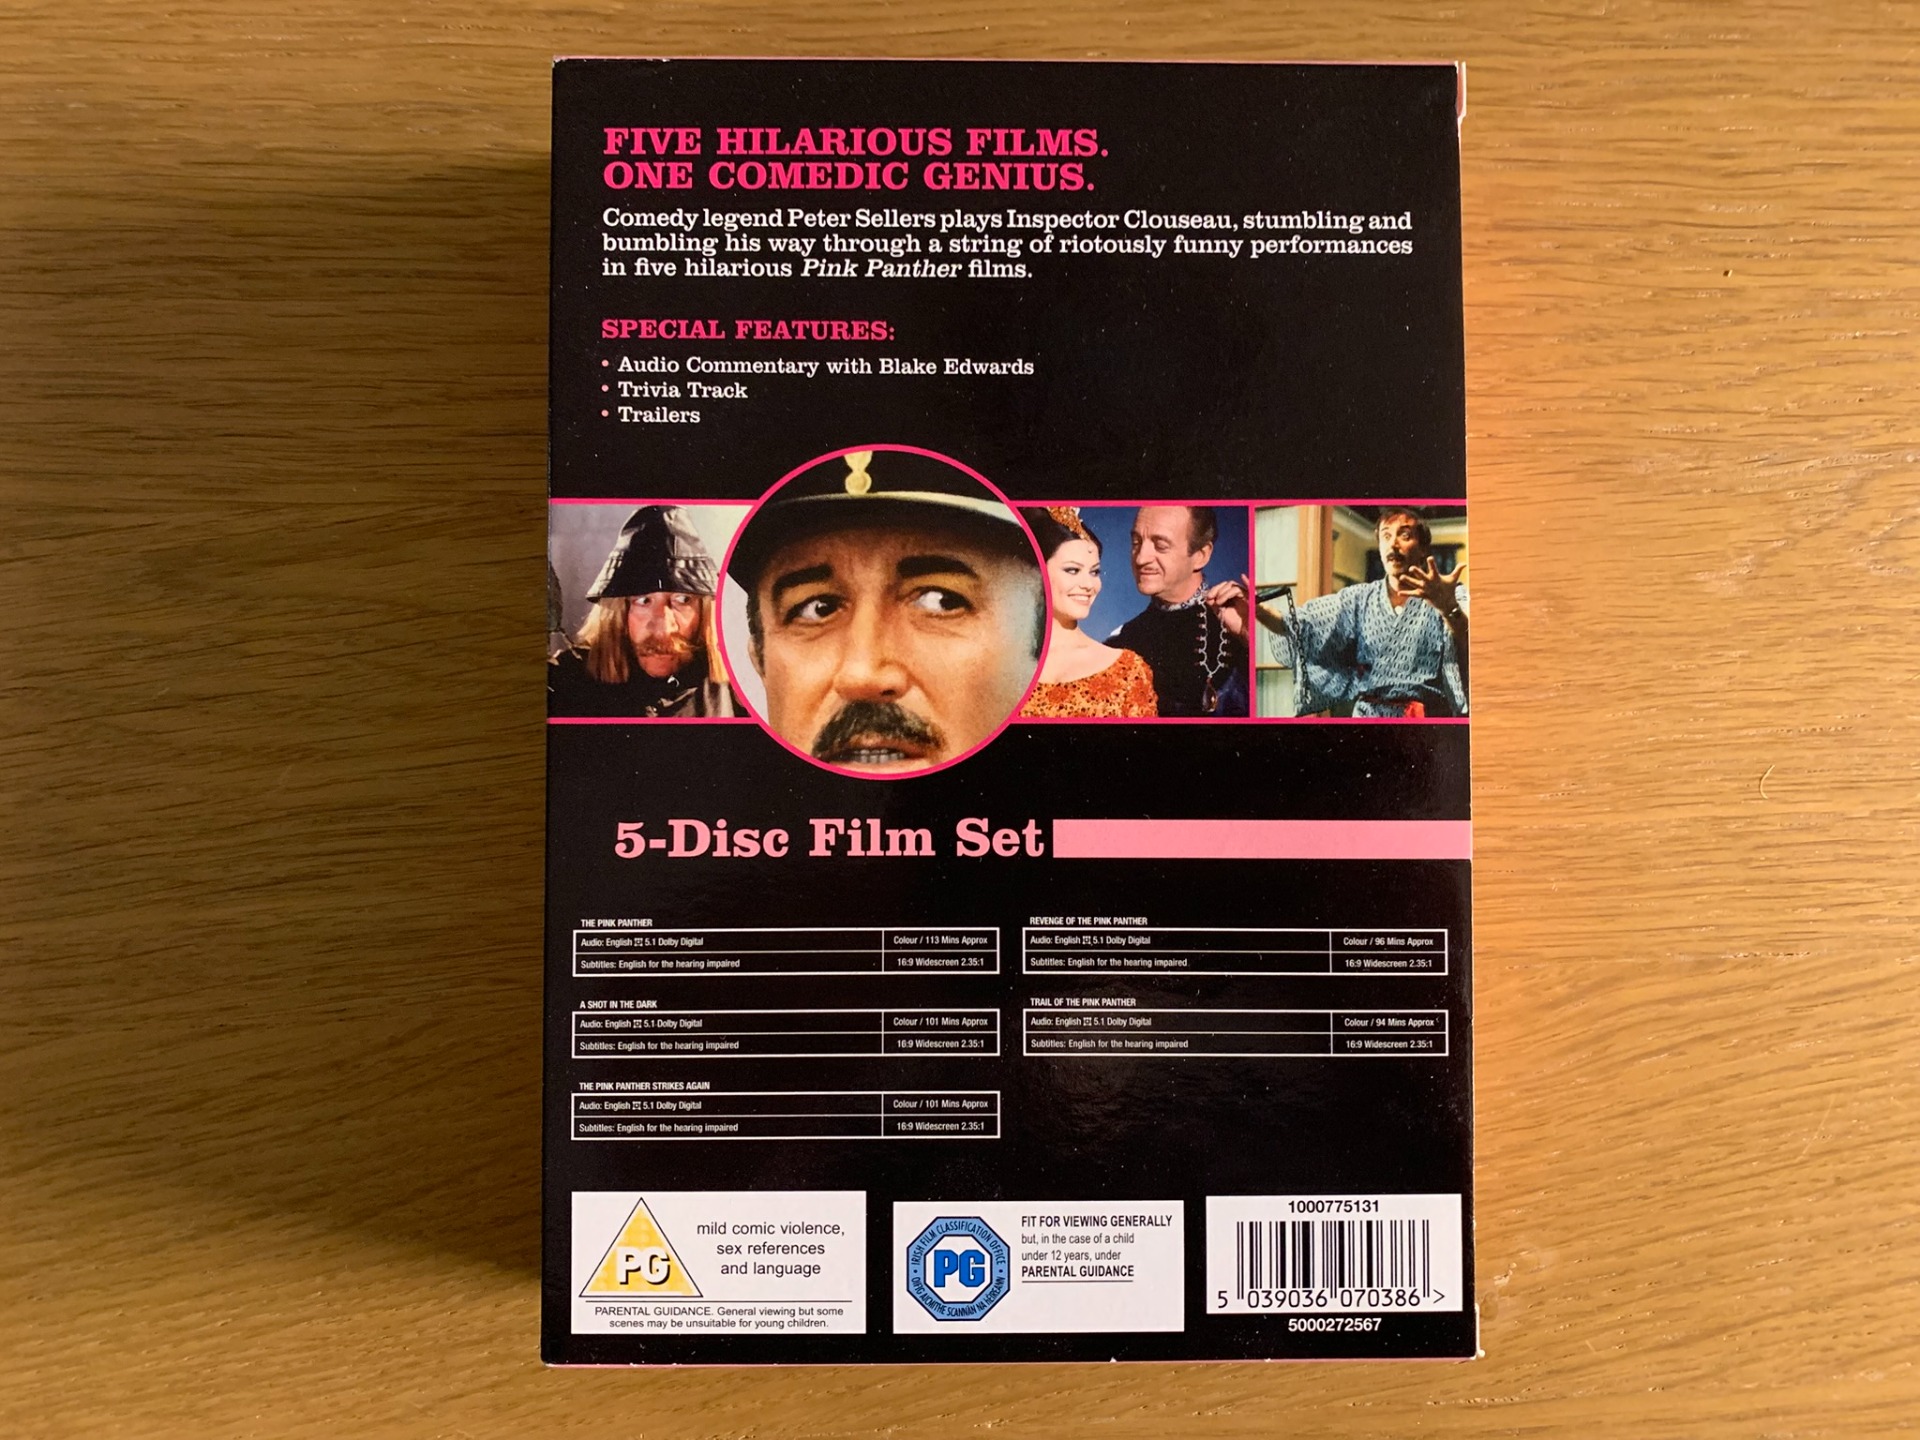 FIVE HILARIOUS FILMS.
ONE COMEDIC GENIUS.
Comedy legend Peter Sellers plays Inspector Clouseau, stumbling and
bumbling his way through a string of riotously funny performances
in five hilarious Pink Panther films.
SPECIAL FEATURES:
• Audio Commentary with Blake Edwards
• Trivia Track
• Trailers
5-Disc Film Set
THE PINK PANTHER
Audio: English 5.1 Dolby Digital
Colour / 113 Mins Approx
Subtitles: English for the hearing impaired
16:9 Widescreen 2.35:1
A SHOT IN THE DARK
Audio: English 5.1 Dolby Digital
Colour / 101 Mins Approx
Subtitles: English for the hearing impaired
16:9 Widescreen 2.35:1
THE PINK PANTHER STRIKES AGAIN
Audio: English 5.1 Dolby Digital
Colour / 101 Mins Approx
Subtitles: English for the hearing impaired
16:9 Widescreen 2.35:1
REVENGE OF THE PINK PANTHER
Audio: English 5.1 Dolby Digital
Colour / 96 Mins Approx
Subtitles: English for the hearing impaired
16:9 Widescreen 2.35:1
TRAIL OF THE PINK PANTHER
Audio: English 5.1 Dolby Digital
Colour / 94 Mins Approx
Subtitles: English for the hearing impaired
16:9 Widescreen 2.35:1
PG
mild comic violence,
sex references
and language
PARENTAL GUIDANCE. General viewing but some
scenes may be unsuitable for young children.
IRISH FILM CLASSIFICATION OFFICE
PG
OIFIG AICMITHE SCANNÁN NA hÉIREANN
FIT FOR VIEWING GENERALLY
but, in the case of a child
under 12 years, under
PARENTAL GUIDANCE
1000775131
5 039036 070386 >
5000272567